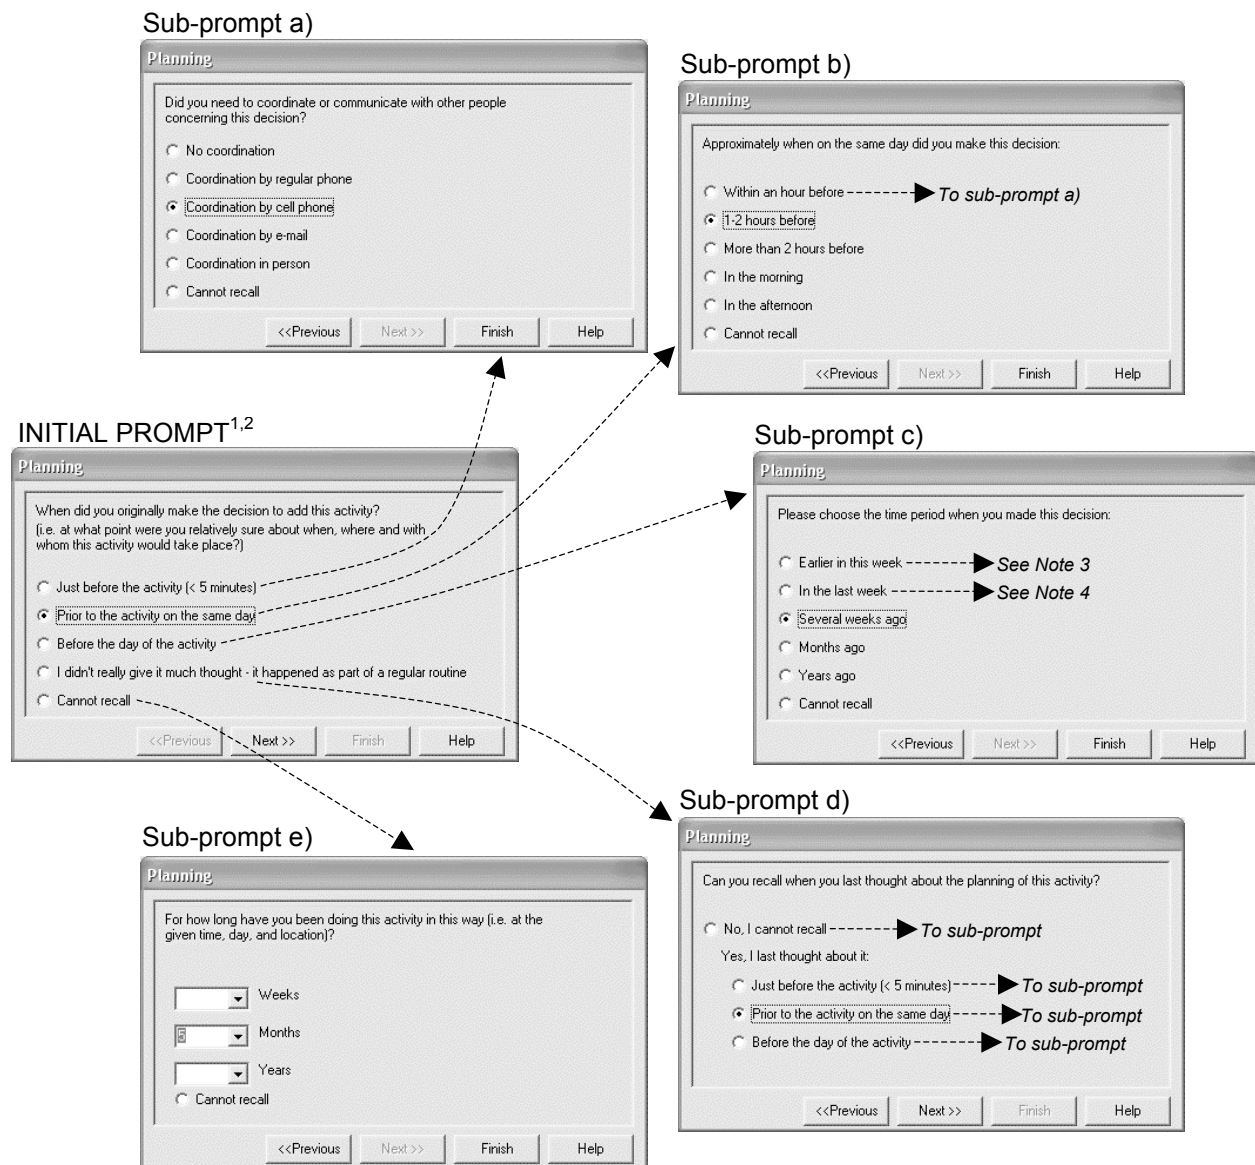 Sub-prompt a)
Planning
Did you need to coordinate or communicate with other people
concerning this decision?
No coordination
Coordination by regular phone
Coordination by cell phone
Coordination by e-mail
Coordination in person
Cannot recall
<<Previous Next >> Finish Help
Sub-prompt b)
Planning
Approximately when on the same day did you make this decision:
Within an hour before To sub-prompt a)
1-2 hours before
More than 2 hours before
In the morning
In the afternoon
Cannot recall
<<Previous Next >> Finish Help
INITIAL PROMPT1,2
Planning
When did you originally make the decision to add this activity?
(i.e. at what point were you relatively sure about when, where and with
whom this activity would take place?)
Just before the activity (< 5 minutes)
Prior to the activity on the same day
Before the day of the activity
I didn't really give it much thought - it happened as part of a regular routine
Cannot recall
<<Previous Next >> Finish Help
Sub-prompt c)
Planning
Please choose the time period when you made this decision:
Earlier in this week See Note 3
In the last week See Note 4
Several weeks ago
Months ago
Years ago
Cannot recall
<<Previous Next >> Finish Help
Sub-prompt e)
Planning
For how long have you been doing this activity in this way (i.e. at the
given time, day, and location)?
Weeks
5 Months
Years
Cannot recall
<<Previous Next >> Finish Help
Sub-prompt d)
Planning
Can you recall when you last thought about the planning of this activity?
No, I cannot recall To sub-prompt
Yes, I last thought about it:
Just before the activity (< 5 minutes) To sub-prompt
Prior to the activity on the same day To sub-prompt
Before the day of the activity To sub-prompt
<<Previous Next >> Finish Help